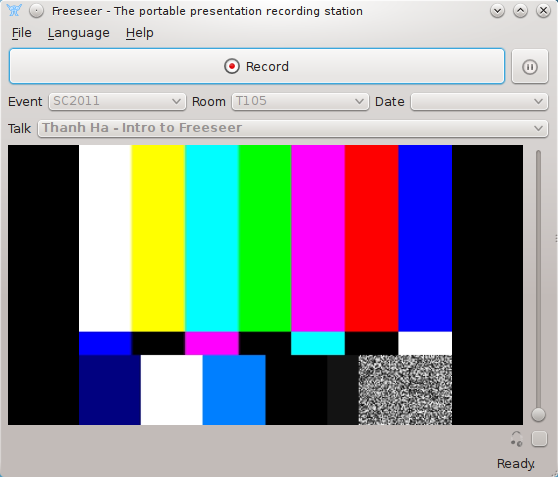 Freeseer - The portable presentation recording station
File Language Help
Record
Event SC2011 Room T105 Date
Talk Thanh Ha - Intro to Freeseer
Ready.